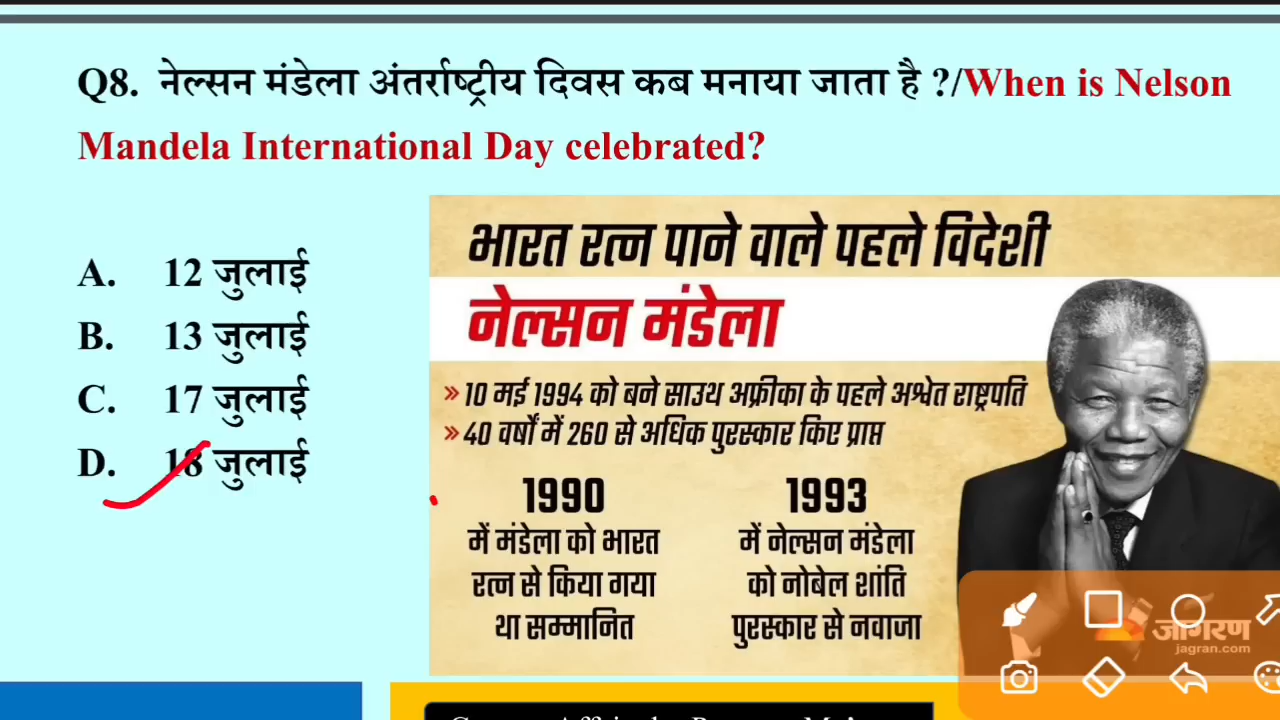 Q8. नेल्सन मंडेला अंतर्राष्ट्रीय दिवस कब मनाया जाता है ?/When is Nelson
Mandela International Day celebrated?
A. 12 जुलाई
B. 13 जुलाई
C. 17 जुलाई
D. 18 जुलाई
भारत रत्न पाने वाले पहले विदेशी
नेल्सन मंडेला
» 10 मई 1994 को बने साउथ अफ्रीका के पहले अश्वेत राष्ट्रपति
» 40 वर्षों में 260 से अधिक पुरस्कार किए प्राप्त
1990
में मंडेला को भारत
रत्न से किया गया
था सम्मानित
1993
में नेल्सन मंडेला
को नोबेल शांति
पुरस्कार से नवाजा
जागरण
jagran.com